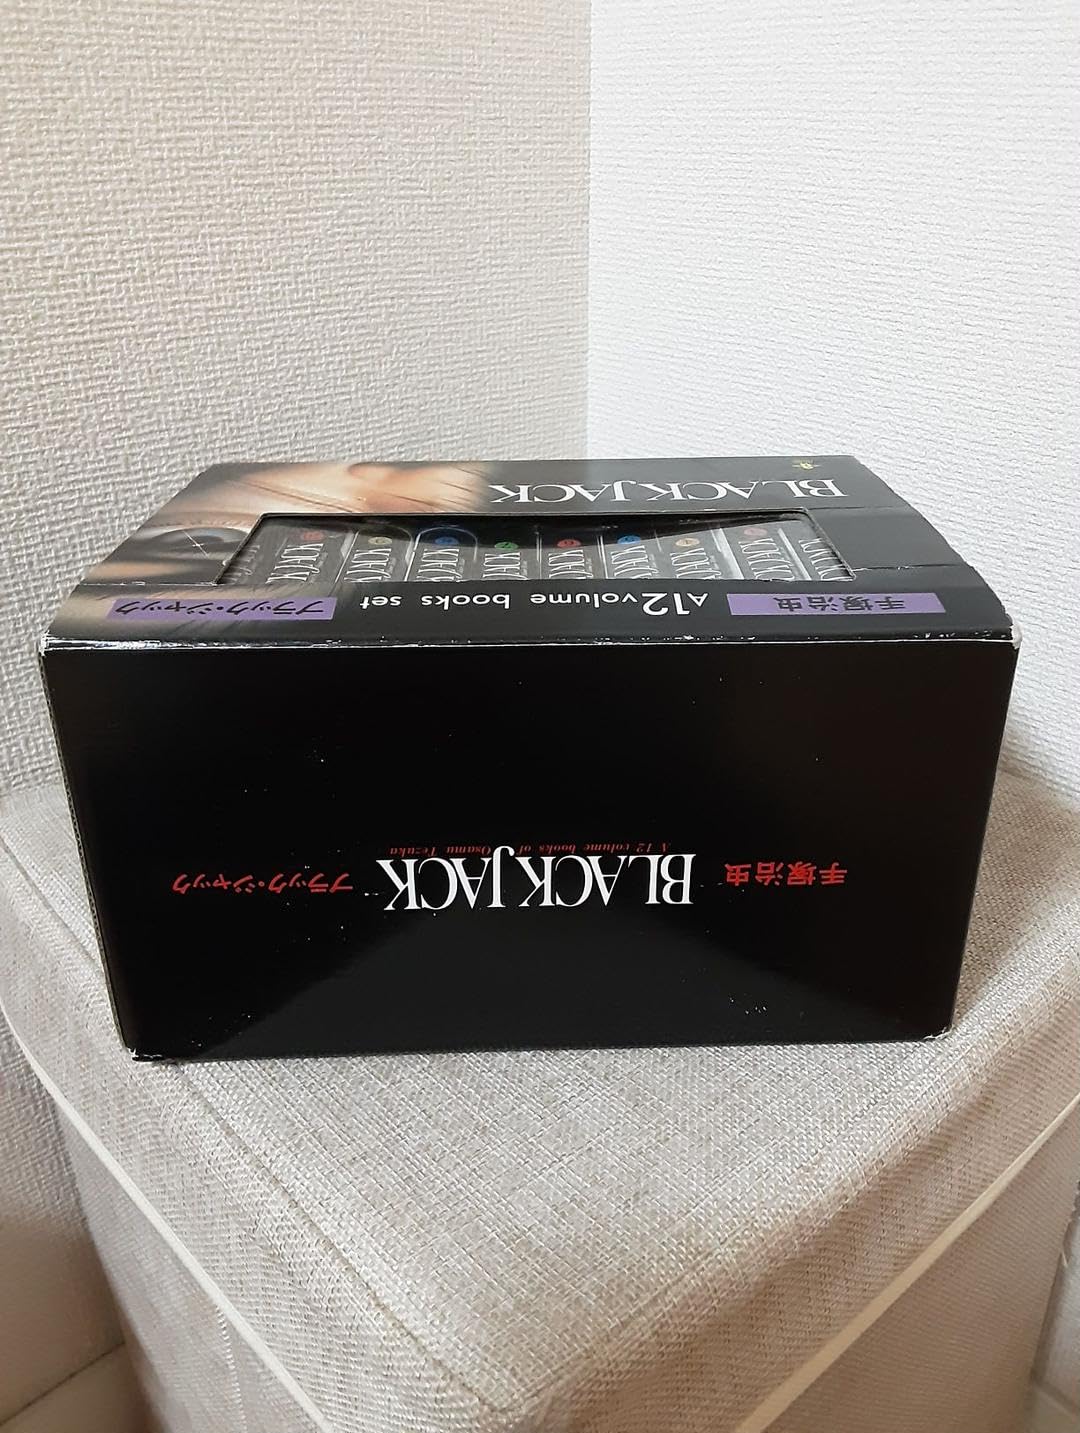 BLACK JACK
ブラック・ジャック
A12 volume books set
手塚治虫
手塚治虫
BLACK JACK
A 12 volume books of Osamu Tezuka
ブラック・ジャック